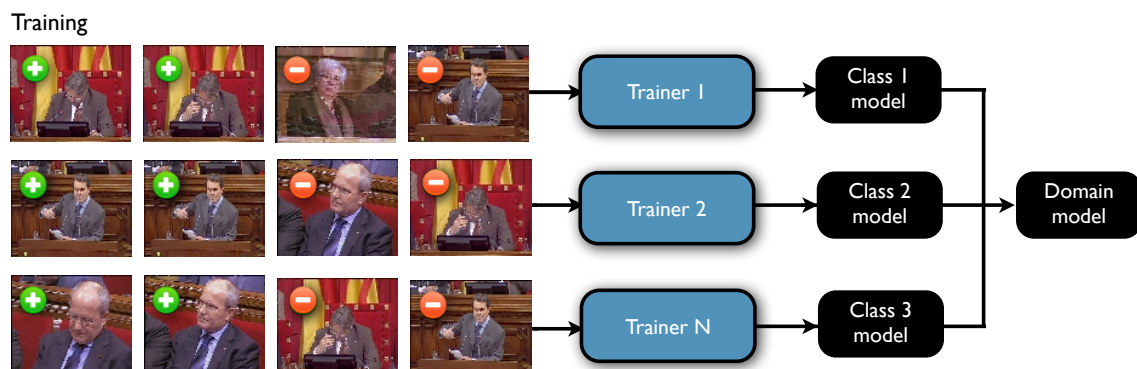 Training
Trainer 1
Class 1
model
Trainer 2
Class 2
model
Domain
model
Trainer N
Class 3
model